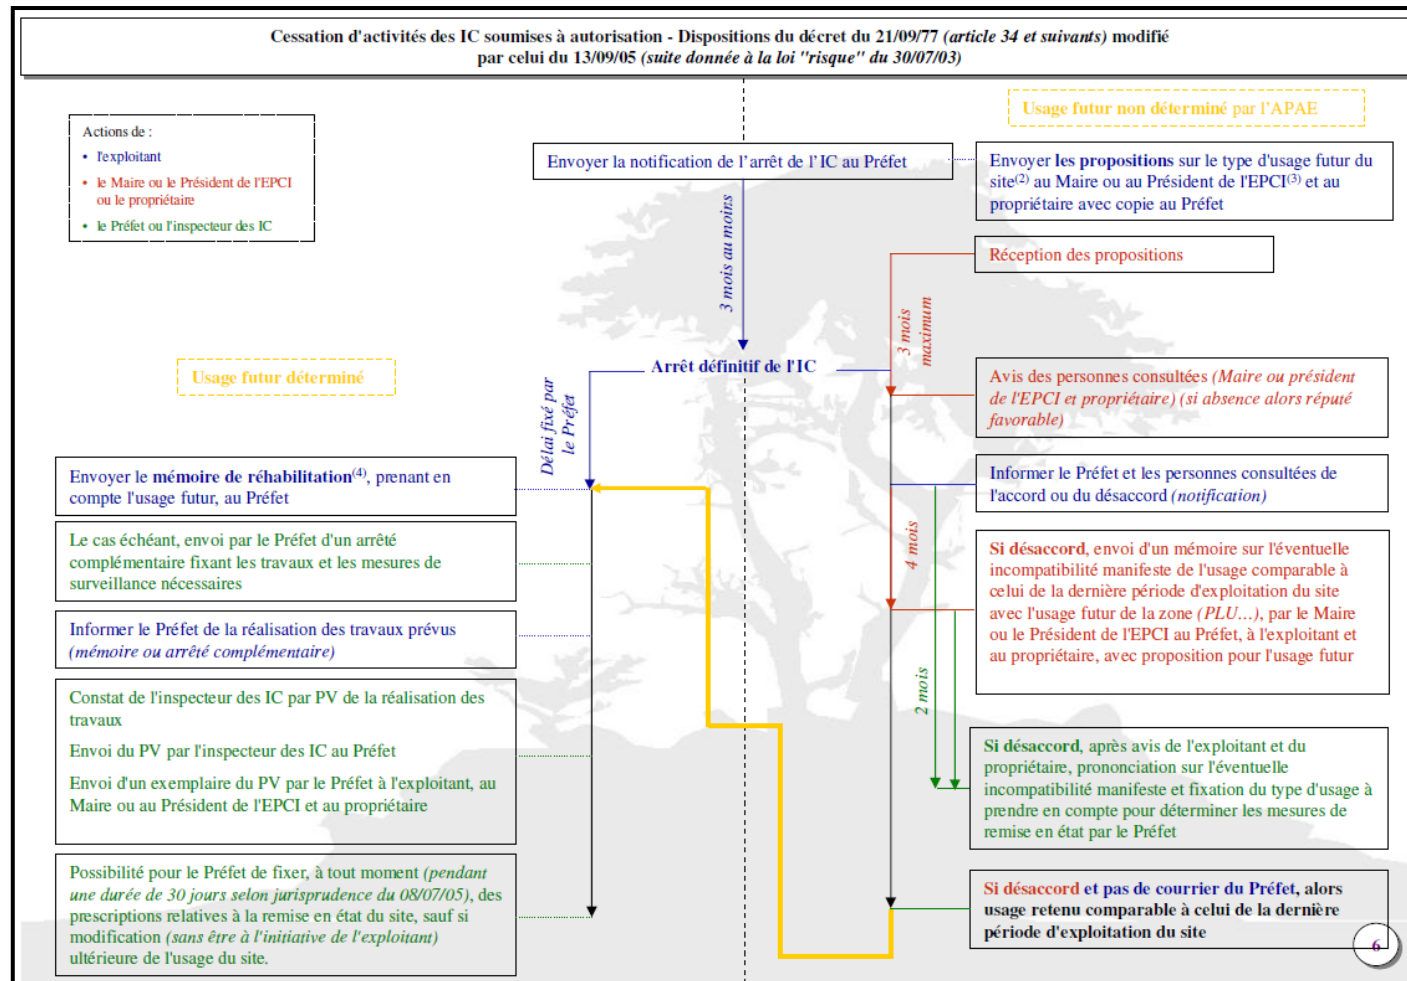 Cessation d'activités des IC soumises à autorisation - Dispositions du décret du 21/09/77 (article 34 et suivants) modifié
par celui du 13/09/05 (suite donnée à la loi "risque" du 30/07/03)
Actions de :
• l'exploitant
• le Maire ou le Président de l'EPCI
ou le propriétaire
• le Préfet ou l'inspecteur des IC
Usage futur non déterminé par l'APAE
Envoyer la notification de l'arrêt de l'IC au Préfet
Envoyer les propositions sur le type d'usage futur du
site(2) au Maire ou au Président de l'EPCI(3) et au
propriétaire avec copie au Préfet
3 mois au moins
Réception des propositions
3 mois
maximum
Arrêt définitif de l'IC
Avis des personnes consultées (Maire ou président
de l'EPCI et propriétaire) (si absence alors réputé
favorable)
Usage futur déterminé
Délai fixé par
le Préfet
Envoyer le mémoire de réhabilitation(4), prenant en
compte l'usage futur, au Préfet
Informer le Préfet et les personnes consultées de
l'accord ou du désaccord (notification)
Le cas échéant, envoi par le Préfet d'un arrêté
complémentaire fixant les travaux et les mesures de
surveillance nécessaires
4 mois
Si désaccord, envoi d'un mémoire sur l'éventuelle
incompatibilité manifeste de l'usage comparable à
celui de la dernière période d'exploitation du site
avec l'usage futur de la zone (PLU...), par le Maire
ou le Président de l'EPCI au Préfet, à l'exploitant et
au propriétaire, avec proposition pour l'usage futur
Informer le Préfet de la réalisation des travaux prévus
(mémoire ou arrêté complémentaire)
Constat de l'inspecteur des IC par PV de la réalisation des
travaux
Envoi du PV par l'inspecteur des IC au Préfet
Envoi d'un exemplaire du PV par le Préfet à l'exploitant, au
Maire ou au Président de l'EPCI et au propriétaire
2 mois
Si désaccord, après avis de l'exploitant et du
propriétaire, prononciation sur l'éventuelle
incompatibilité manifeste et fixation du type d'usage à
prendre en compte pour déterminer les mesures de
remise en état par le Préfet
Possibilité pour le Préfet de fixer, à tout moment (pendant
une durée de 30 jours selon jurisprudence du 08/07/05), des
prescriptions relatives à la remise en état du site, sauf si
modification (sans être à l'initiative de l'exploitant)
ultérieure de l'usage du site.
Si désaccord et pas de courrier du Préfet, alors
usage retenu comparable à celui de la dernière
période d'exploitation du site
6